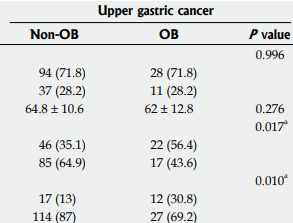 Upper gastric cancer
Non-OB OB P value
0.996
94 (71.8) 28 (71.8)
37 (28.2) 11 (28.2)
64.8 ± 10.6 62 ± 12.8 0.276
0.017a
46 (35.1) 22 (56.4)
85 (64.9) 17 (43.6)
0.010a
17 (13) 12 (30.8)
114 (87) 27 (69.2)